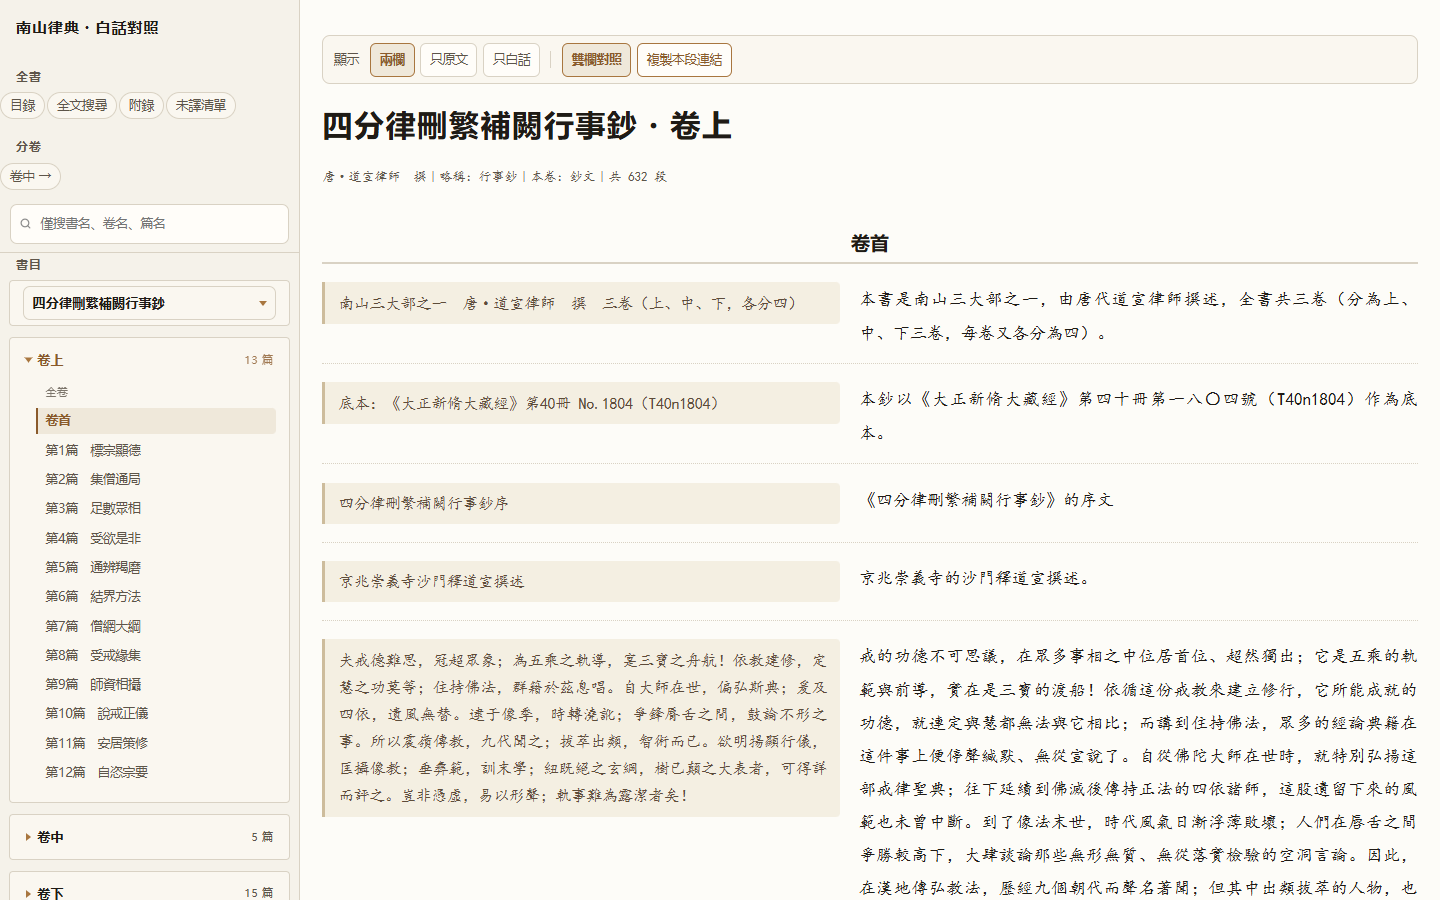 南山律典·白話對照
全書
目錄 全文搜尋 附錄 未譯清單
分卷
卷中 →
僅搜書名、卷名、篇名
書目
四分律刪繁補闕行事鈔
卷上 13 篇
全卷
卷首
第1篇 標宗顯德
第2篇 集僧通局
第3篇 足數眾相
第4篇 受欲是非
第5篇 通辨羯磨
第6篇 結界方法
第7篇 僧網大綱
第8篇 受戒緣集
第9篇 師資相攝
第10篇 說戒正儀
第11篇 安居策修
第12篇 自恣宗要
卷中 5 篇
卷下 15 篇
顯示 兩欄 只原文 只白話 雙欄對照 複製本段連結
四分律刪繁補闕行事鈔·卷上
唐·道宣律師 撰｜略稱：行事鈔｜本卷：鈔文｜共 632 段
卷首
南山三大部之一 唐·道宣律師 撰 三卷（上、中、下，各分四）
本書是南山三大部之一，由唐代道宣律師撰述，全書共三卷（分為上、
中、下三卷，每卷又各分為四）。
底本：《大正新脩大藏經》第40冊 No.1804（T40n1804）
本鈔以《大正新脩大藏經》第四十冊第一八〇四號（T40n1804）作為底
本。
四分律刪繁補闕行事鈔序
《四分律刪繁補闕行事鈔》的序文
京兆崇義寺沙門釋道宣撰述
京兆崇義寺的沙門釋道宣撰述。
夫戒德難思，冠超眾象；為五乘之軌導，寔三寶之舟航！依教建修，定
慧之功莫等；住持佛法，群籍於茲息唱。自大師在世，偏弘斯典；爰及
四依，遺風無替。逮于像季，時轉澆訛；爭鋒脣舌之間，鼓論不形之
事。所以震嶺傳教，九代聞之；拔萃出類，智術而已。欲明揚顯行儀，
匡攝像教；垂彝範，訓末學；紐既絕之玄綱，樹已顛之大表者，可得詳
而評之。豈非憑虛，易以形聲；軌事難為露潔者矣！
戒的功德不可思議，在眾多事相之中位居首位、超然獨出；它是五乘的軌
範與前導，實在是三寶的渡船！依循這份戒教來建立修行，它所能成就的
功德，就連定與慧都無法與它相比；而講到住持佛法，眾多的經論典籍在
這件事上便停聲緘默、無從宣說了。自從佛陀大師在世時，就特別弘揚這
部戒律聖典；往下延續到佛滅後傳持正法的四依諸師，這股遺留下來的風
範也未曾中斷。到了像法末世，時代風氣日漸浮薄敗壞；人們在唇舌之間
爭勝較高下，大肆談論那些無形無質、無從落實檢驗的空洞言論。因此，
在漢地傳弘教法，歷經九個朝代而聲名著聞；但其中出類拔萃的人物，也